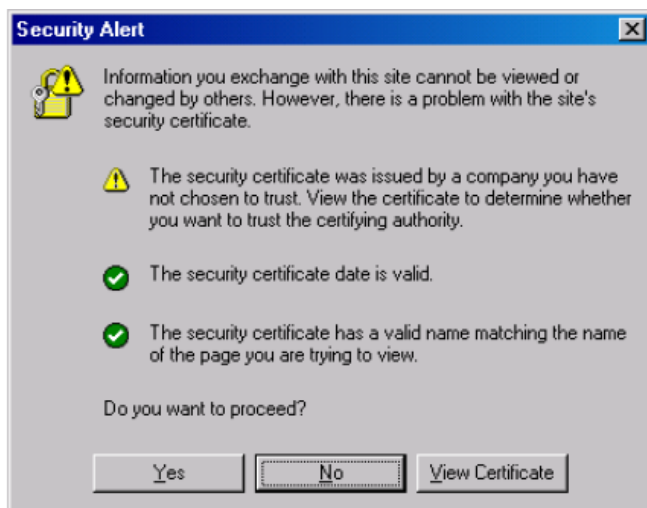 Security Alert
Information you exchange with this site cannot be viewed or
changed by others. However, there is a problem with the site's
security certificate.
The security certificate was issued by a company you have
not chosen to trust. View the certificate to determine whether
you want to trust the certifying authority.
The security certificate date is valid.
The security certificate has a valid name matching the name
of the page you are trying to view.
Do you want to proceed?
Yes
No
View Certificate